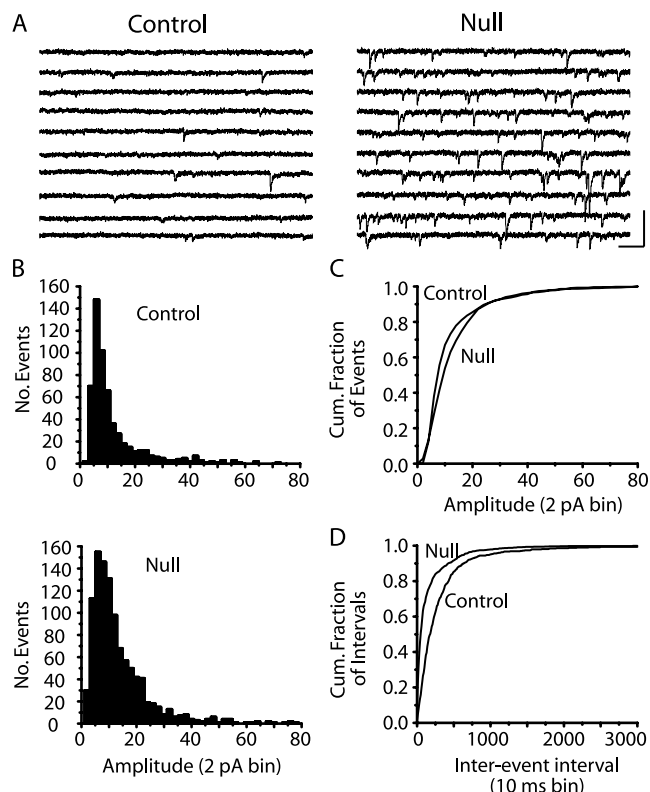 A
Control
Null
B
160
140
120
100
80
60
40
20
0
No. Events
Control
0 20 40 60 80
160
140
120
100
80
60
40
20
0
No. Events
Null
0 20 40 60 80
Amplitude (2 pA bin)
C
1.0
0.8
0.6
0.4
0.2
0.0
Cum. Fraction
of Events
Control
Null
0 20 40 60 80
Amplitude (2 pA bin)
D
1.0
0.8
0.6
0.4
0.2
0.0
Cum. Fraction
of Intervals
Null
Control
0 1000 2000 3000
Inter-event interval
(10 ms bin)